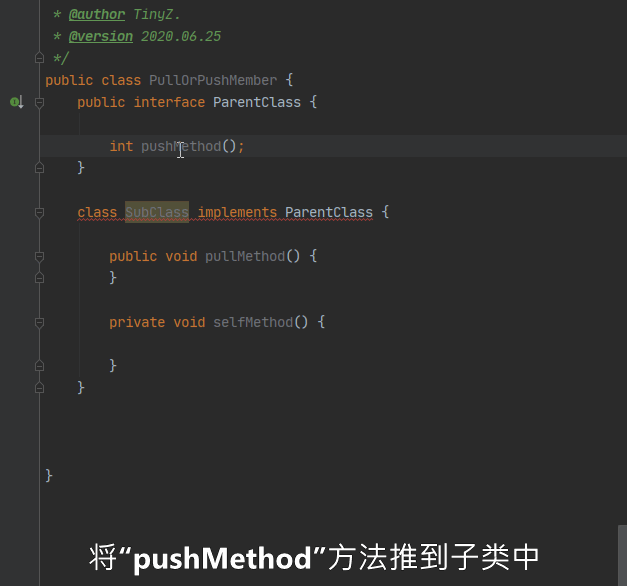 * @author TinyZ.
* @version 2020.06.25
*/
public class PullOrPushMember {
public interface ParentClass {
int pushMethod();
}
class SubClass implements ParentClass {
public void pullMethod() {
}
private void selfMethod() {
}
}
}
将“pushMethod”方法推到子类中